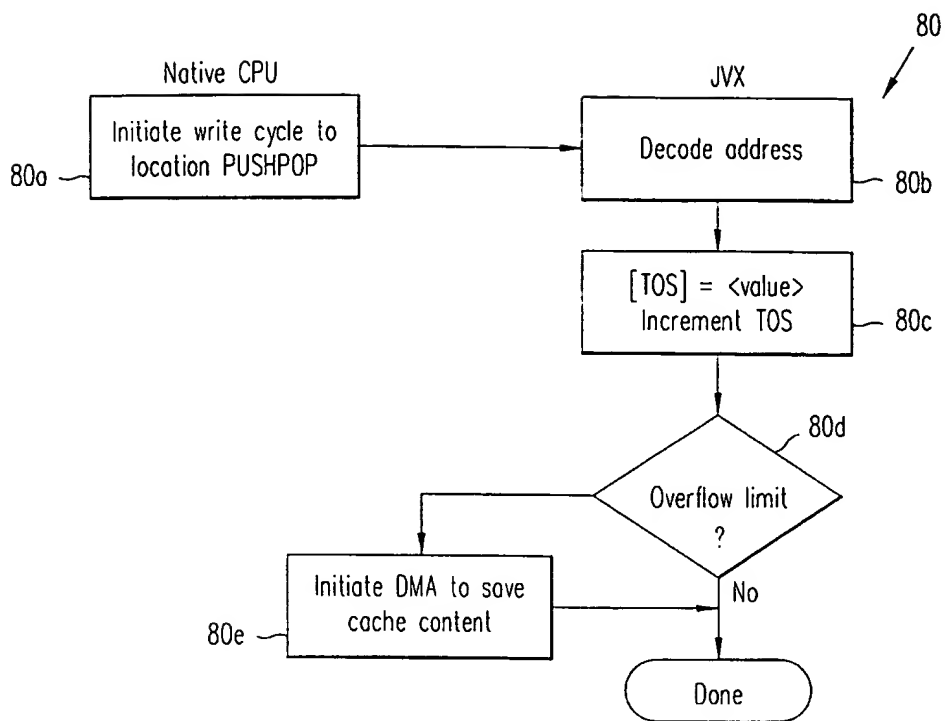 80
Native CPU
JVX
Initiate write cycle to
location PUSHPOP
80a
Decode address
80b
[TOS] = <value>
Increment TOS
80c
80d
Overflow limit
?
No
Initiate DMA to save
cache content
80e
Done